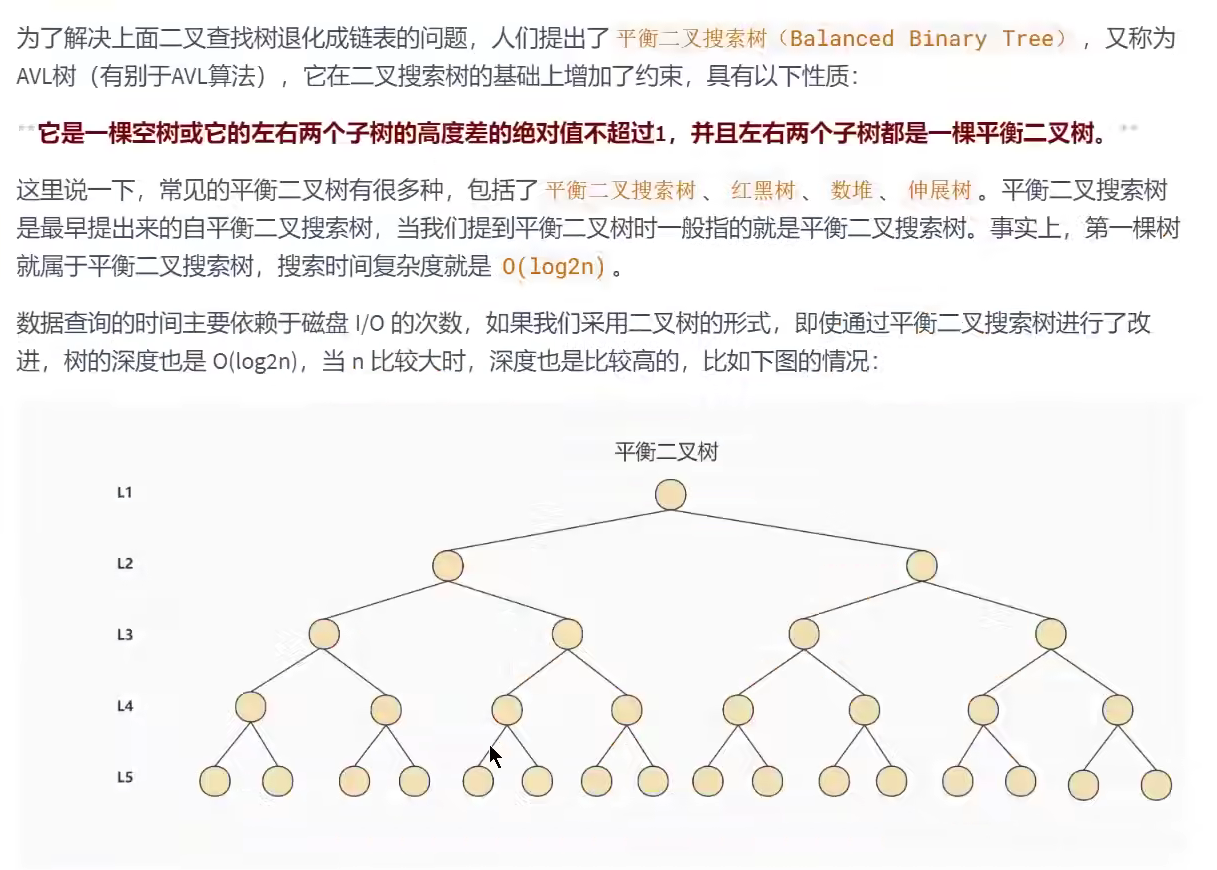 为了解决上面二叉查找树退化成链表的问题，人们提出了 平衡二叉搜索树（Balanced Binary Tree） ，又称为
AVL树（有别于AVL算法），它在二叉搜索树的基础上增加了约束，具有以下性质：
**它是一棵空树或它的左右两个子树的高度差的绝对值不超过1，并且左右两个子树都是一棵平衡二叉树。**
这里说一下，常见的平衡二叉树有很多种，包括了 平衡二叉搜索树 、 红黑树 、 数堆 、 伸展树 。平衡二叉搜索树
是最早提出来的自平衡二叉搜索树，当我们提到平衡二叉树时一般指的就是平衡二叉搜索树。事实上，第一棵树
就属于平衡二叉搜索树，搜索时间复杂度就是 O(log2n) 。
数据查询的时间主要依赖于磁盘 I/O 的次数，如果我们采用二叉树的形式，即使通过平衡二叉搜索树进行了改
进，树的深度也是 O(log2n)，当 n 比较大时，深度也是比较高的，比如下图的情况：
平衡二叉树
L1
L2
L3
L4
L5